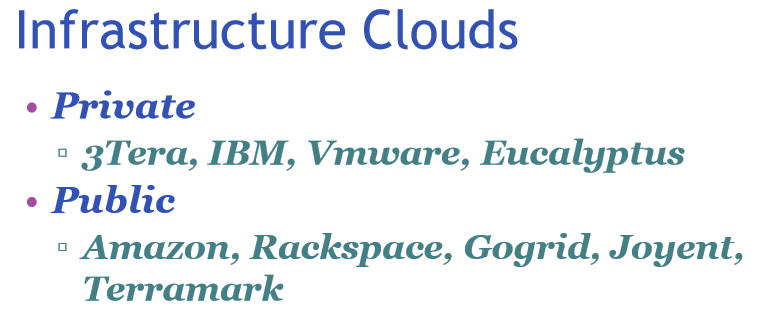 Infrastructure Clouds
• Private
▫ 3Tera, IBM, Vmware, Eucalyptus
• Public
▫ Amazon, Rackspace, Gogrid, Joyent,
Terramark